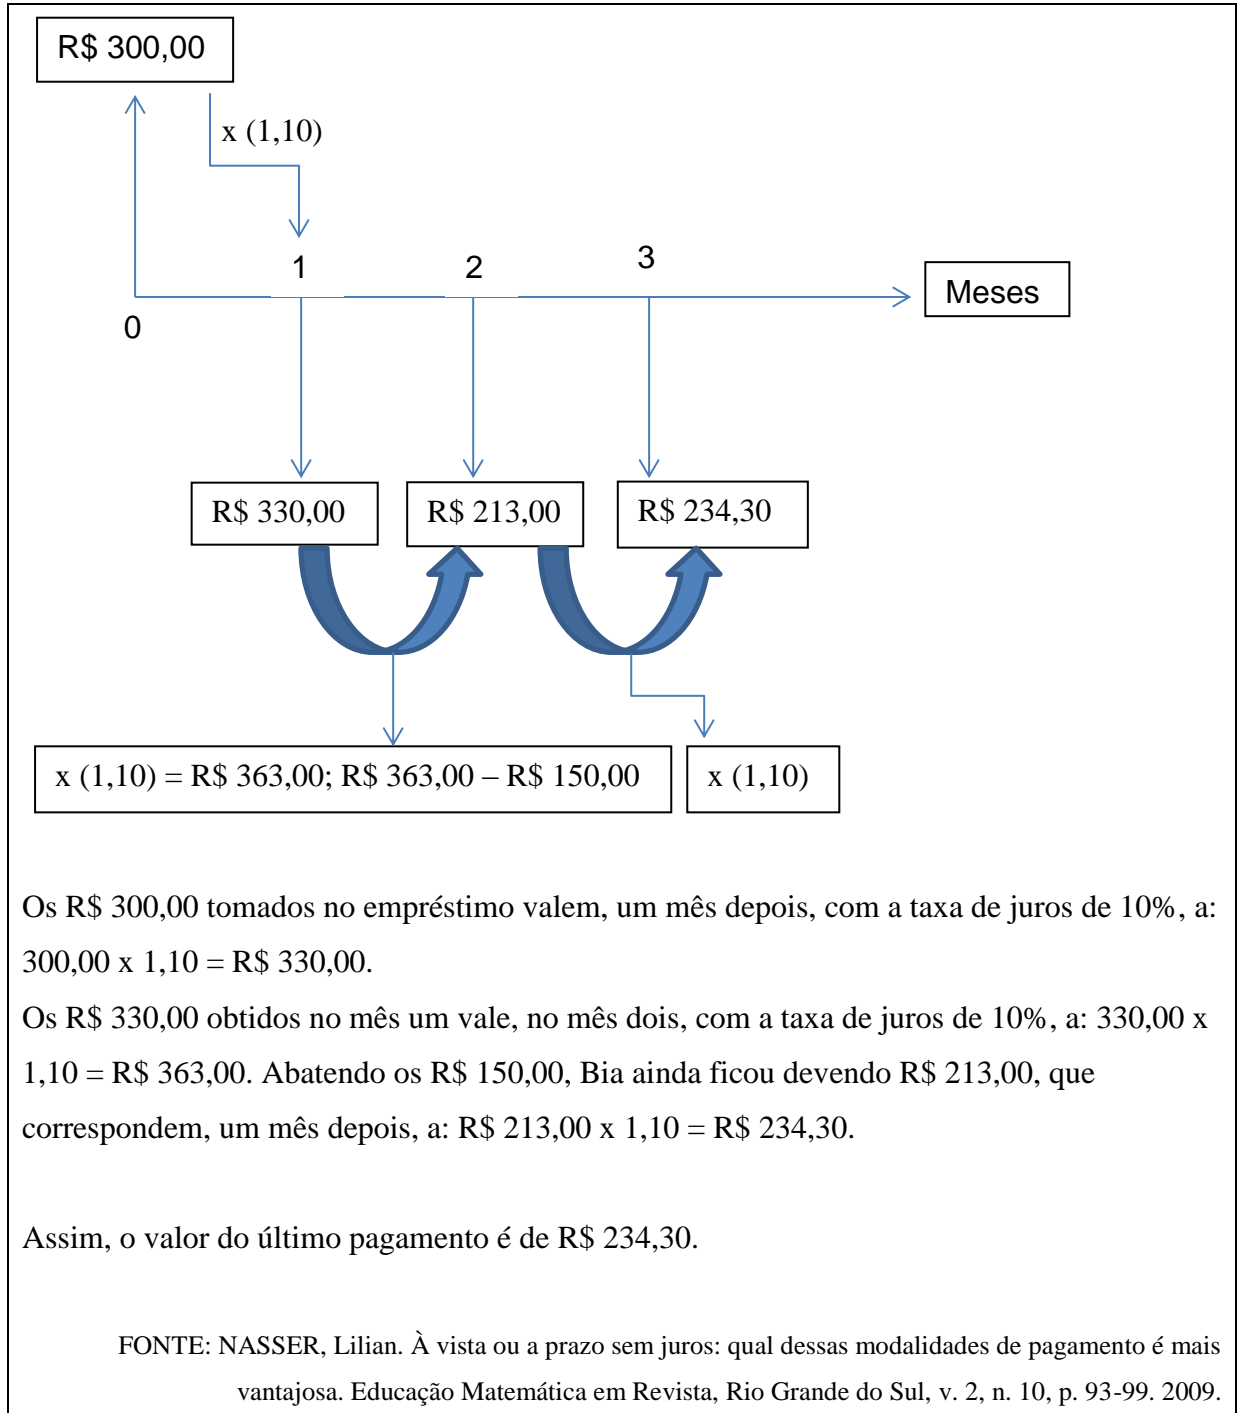 R$ 300,00
x (1,10)
1
2
3
Meses
0
R$ 330,00
R$ 213,00
R$ 234,30
x (1,10) = R$ 363,00; R$ 363,00 – R$ 150,00
x (1,10)
Os R$ 300,00 tomados no empréstimo valem, um mês depois, com a taxa de juros de 10%, a:
300,00 x 1,10 = R$ 330,00.
Os R$ 330,00 obtidos no mês um vale, no mês dois, com a taxa de juros de 10%, a: 330,00 x
1,10 = R$ 363,00. Abatendo os R$ 150,00, Bia ainda ficou devendo R$ 213,00, que
correspondem, um mês depois, a: R$ 213,00 x 1,10 = R$ 234,30.
Assim, o valor do último pagamento é de R$ 234,30.
FONTE: NASSER, Lilian. À vista ou a prazo sem juros: qual dessas modalidades de pagamento é mais
vantajosa. Educação Matemática em Revista, Rio Grande do Sul, v. 2, n. 10, p. 93-99. 2009.